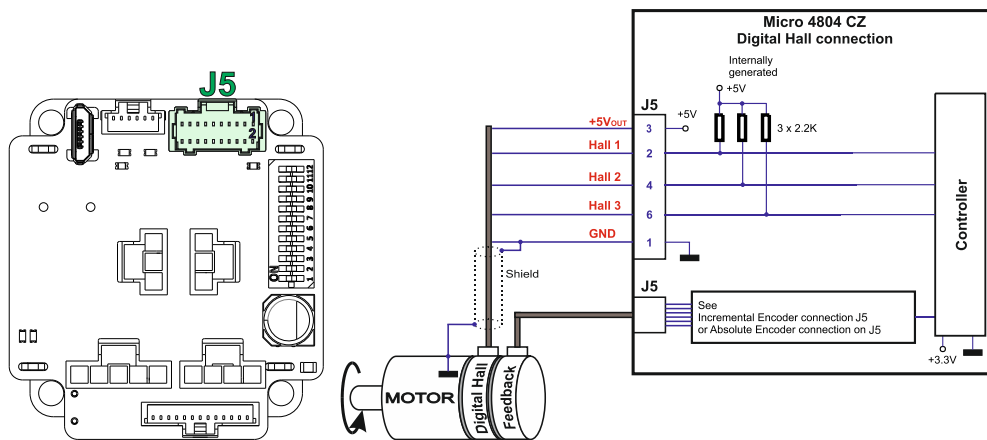 J5
2
12
11
10
9
8
7
6
5
4
3
2
1
ON
Micro 4804 CZ
Digital Hall connection
Internally
generated
+5V
J5
+5VOUT
3
+5V
3 x 2.2K
Hall 1
2
Hall 2
4
Hall 3
6
GND
1
Controller
Shield
J5
See
Incremental Encoder connection J5
or Absolute Encoder connection on J5
+3.3V
MOTOR
Digital Hall
Feedback